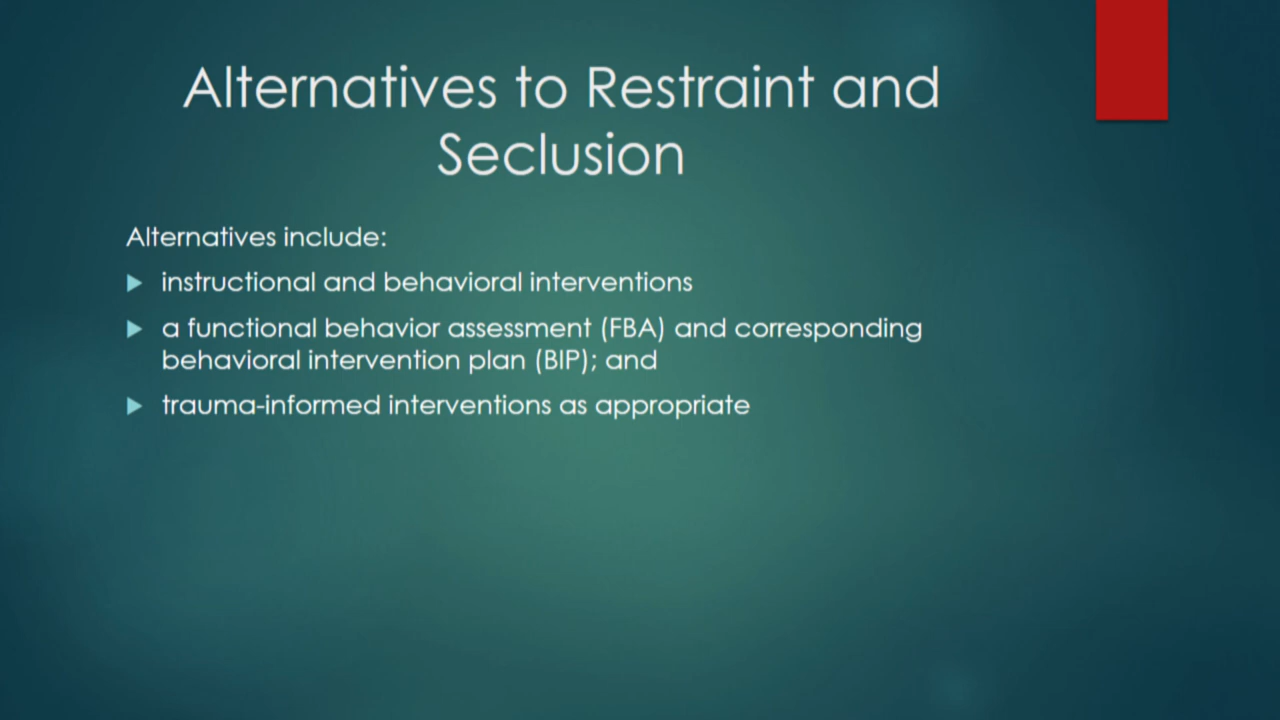 Alternatives to Restraint and
Seclusion
Alternatives include:
instructional and behavioral interventions
a functional behavior assessment (FBA) and corresponding
behavioral intervention plan (BIP); and
trauma-informed interventions as appropriate